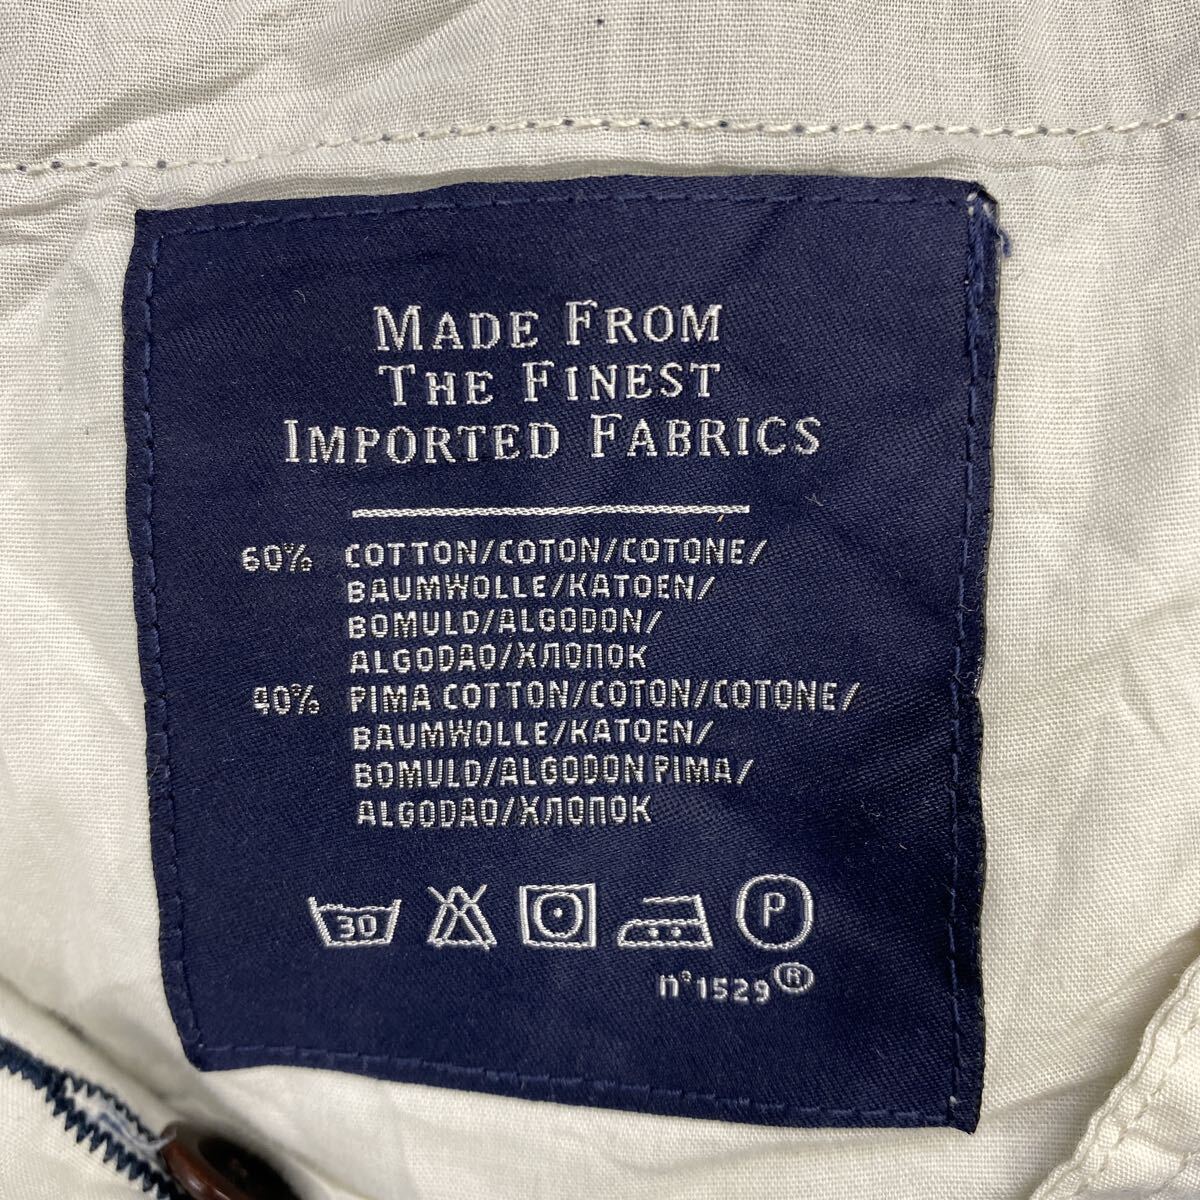 MADE FROM
THE FINEST
IMPORTED FABRICS
60% COTTON/COTON/COTONE/
BAUMWOLLE/KATOEN/
BOMULD/ALGODON/
ALGODAO/ХЛОПОК
40% PIMA COTTON/COTON/COTONE/
BAUMWOLLE/KATOEN/
BOMULD/ALGODON PIMA/
ALGODAO/ХЛОПОК
30 P
n°1529®